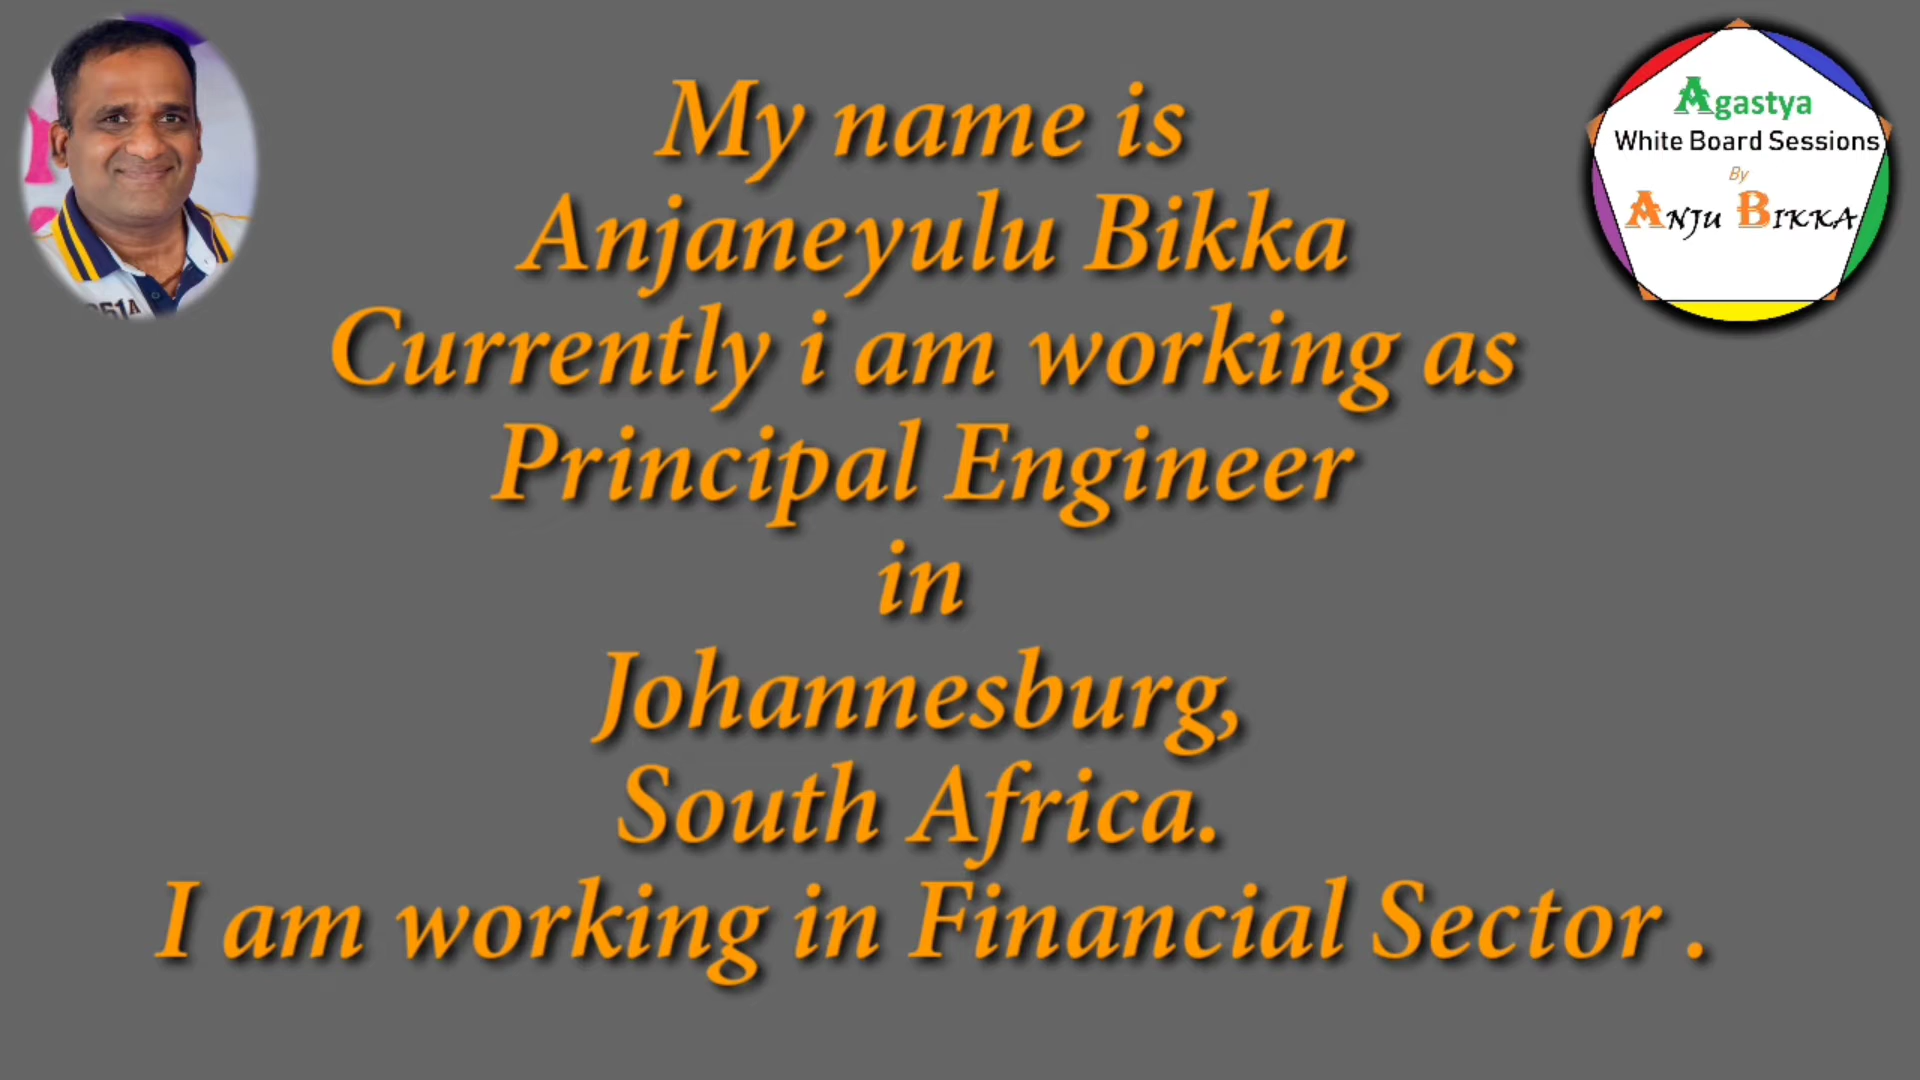 My name is
Anjaneyulu Bikka
Currently i am working as
Principal Engineer
in
Johannesburg,
South Africa.
I am working in Financial Sector .
Agastya
White Board Sessions
By
ANJU BIKKA